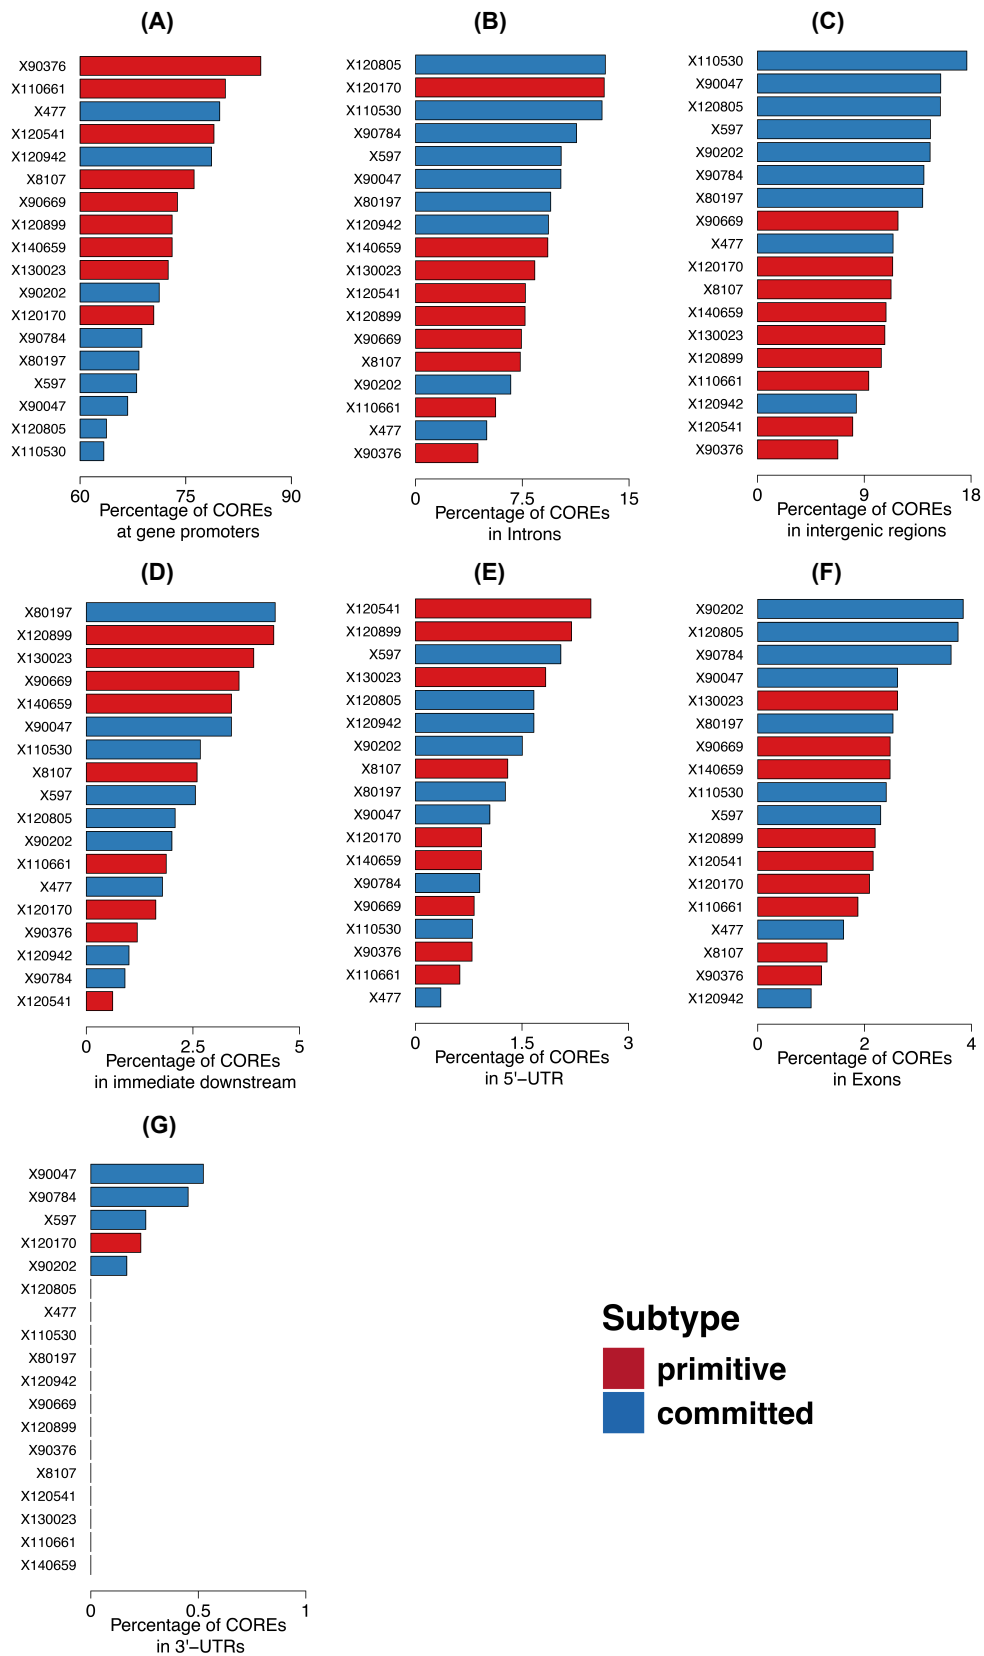 (A)
X90376
X110661
X477
X120541
X120942
X8107
X90669
X120899
X140659
X130023
X90202
X120170
X90784
X80197
X597
X90047
X120805
X110530
60 75 90
Percentage of COREs
at gene promoters
(B)
X120805
X120170
X110530
X90784
X597
X90047
X80197
X120942
X140659
X130023
X120541
X120899
X90669
X8107
X90202
X110661
X477
X90376
0 7.5 15
Percentage of COREs
in Introns
(C)
X110530
X90047
X120805
X597
X90202
X90784
X80197
X90669
X477
X120170
X8107
X140659
X130023
X120899
X110661
X120942
X120541
X90376
0 9 18
Percentage of COREs
in intergenic regions
(D)
X80197
X120899
X130023
X90669
X140659
X90047
X110530
X8107
X597
X120805
X90202
X110661
X477
X120170
X90376
X120942
X90784
X120541
0 2.5 5
Percentage of COREs
in immediate downstream
(E)
X120541
X120899
X597
X130023
X120805
X120942
X90202
X8107
X80197
X90047
X120170
X140659
X90784
X90669
X110530
X90376
X110661
X477
0 1.5 3
Percentage of COREs
in 5'−UTR
(F)
X90202
X120805
X90784
X90047
X130023
X80197
X90669
X140659
X110530
X597
X120899
X120541
X120170
X110661
X477
X8107
X90376
X120942
0 2 4
Percentage of COREs
in Exons
(G)
X90047
X90784
X597
X120170
X90202
X120805
X477
X110530
X80197
X120942
X90669
X120899
X90376
X8107
X120541
X130023
X110661
X140659
0 0.5 1
Percentage of COREs
in 3'−UTRs
Subtype
primitive
committed